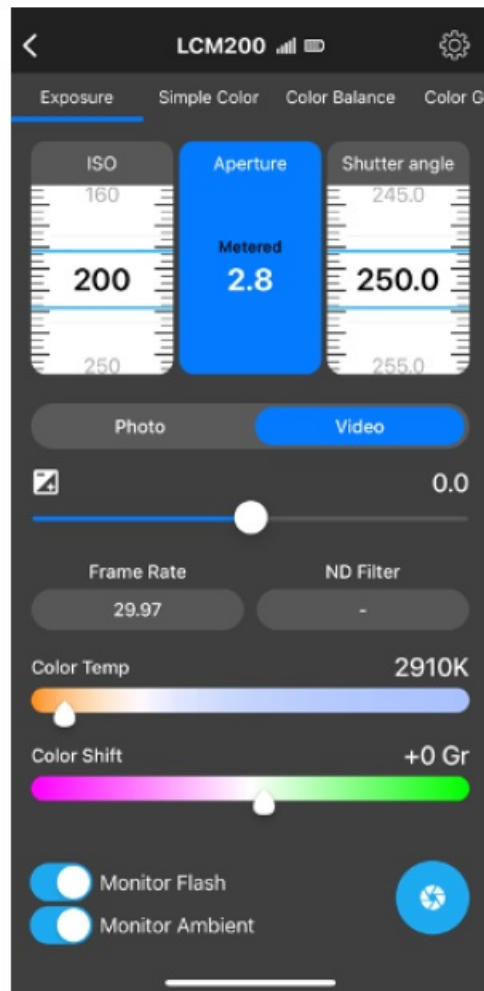 LCM200
Exposure Simple Color Color Balance Color G
ISO Aperture Shutter angle
160 245.0
Metered
200 2.8 250.0
250 255.0
Photo Video
0.0
Frame Rate ND Filter
29.97 -
Color Temp 2910K
Color Shift +0 Gr
Monitor Flash
Monitor Ambient